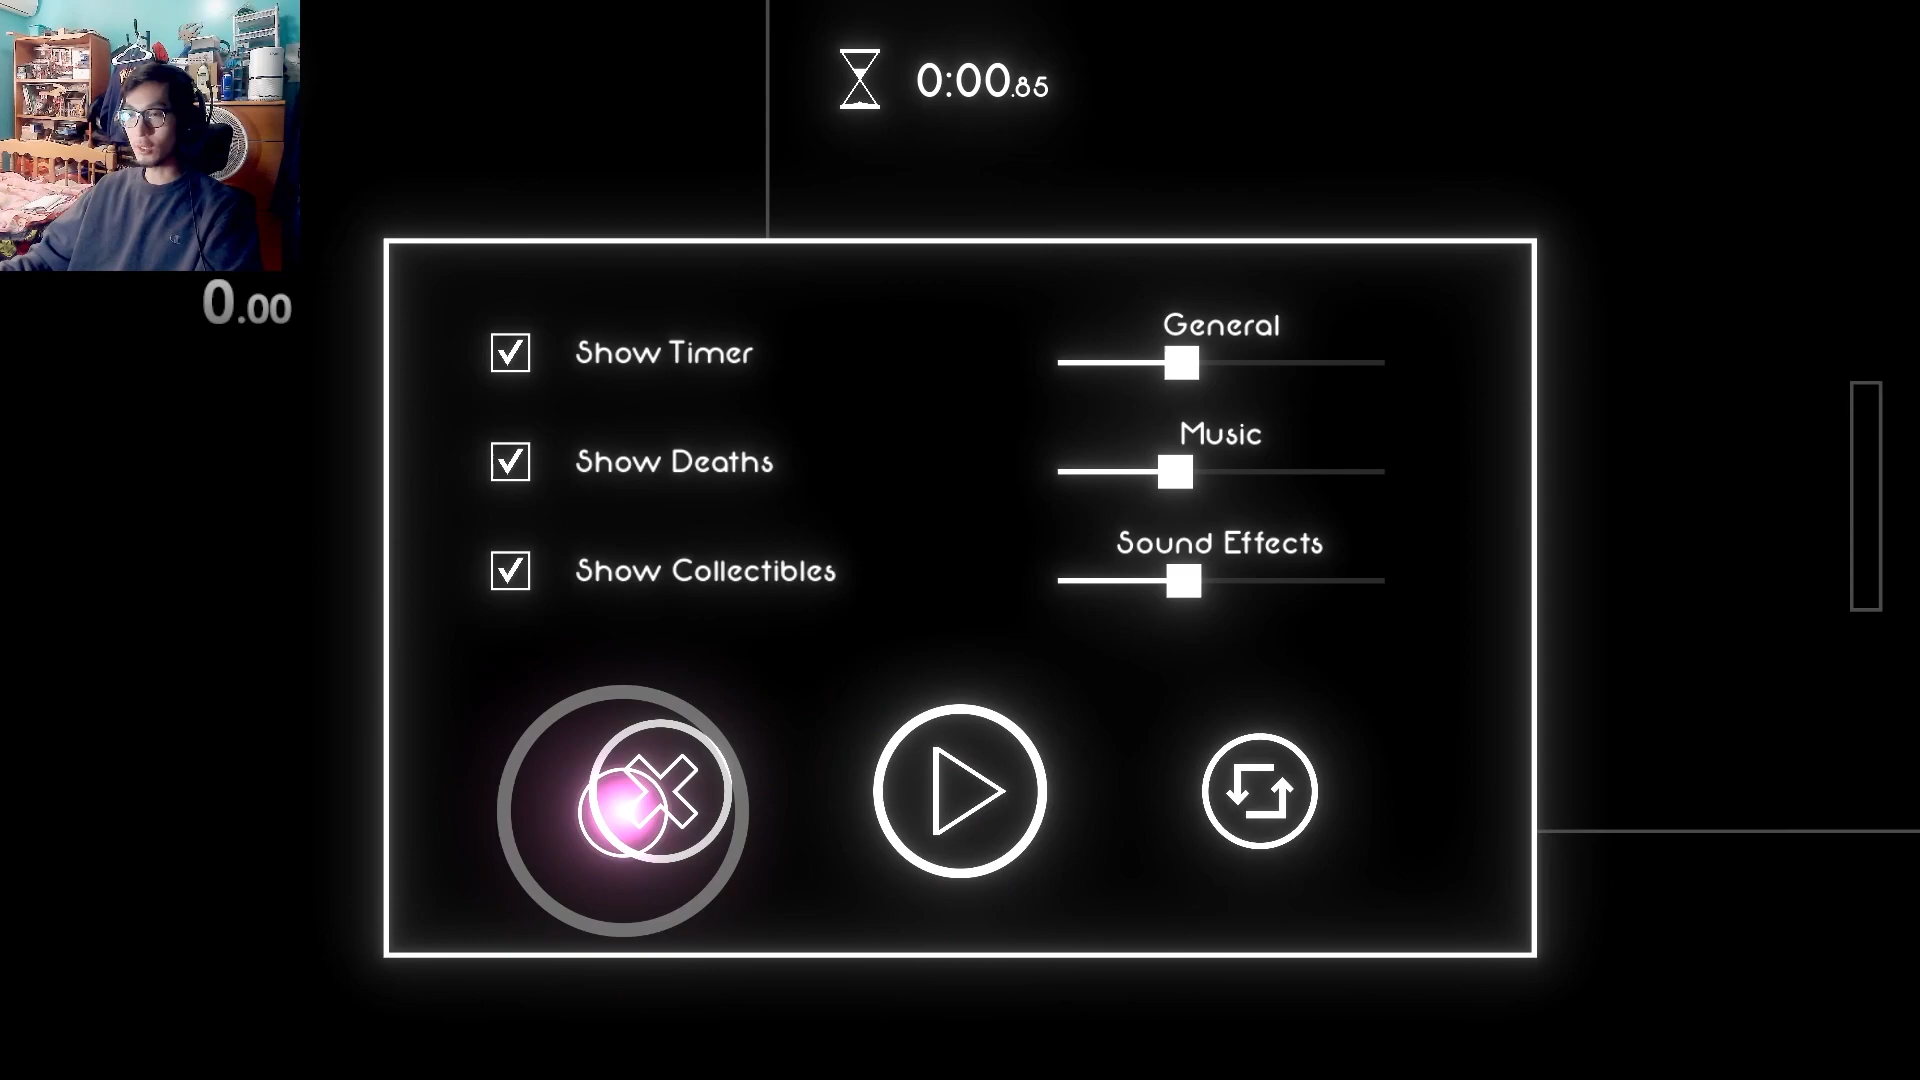 0:00.85
0.00
Show Timer
General
Show Deaths
Music
Show Collectibles
Sound Effects